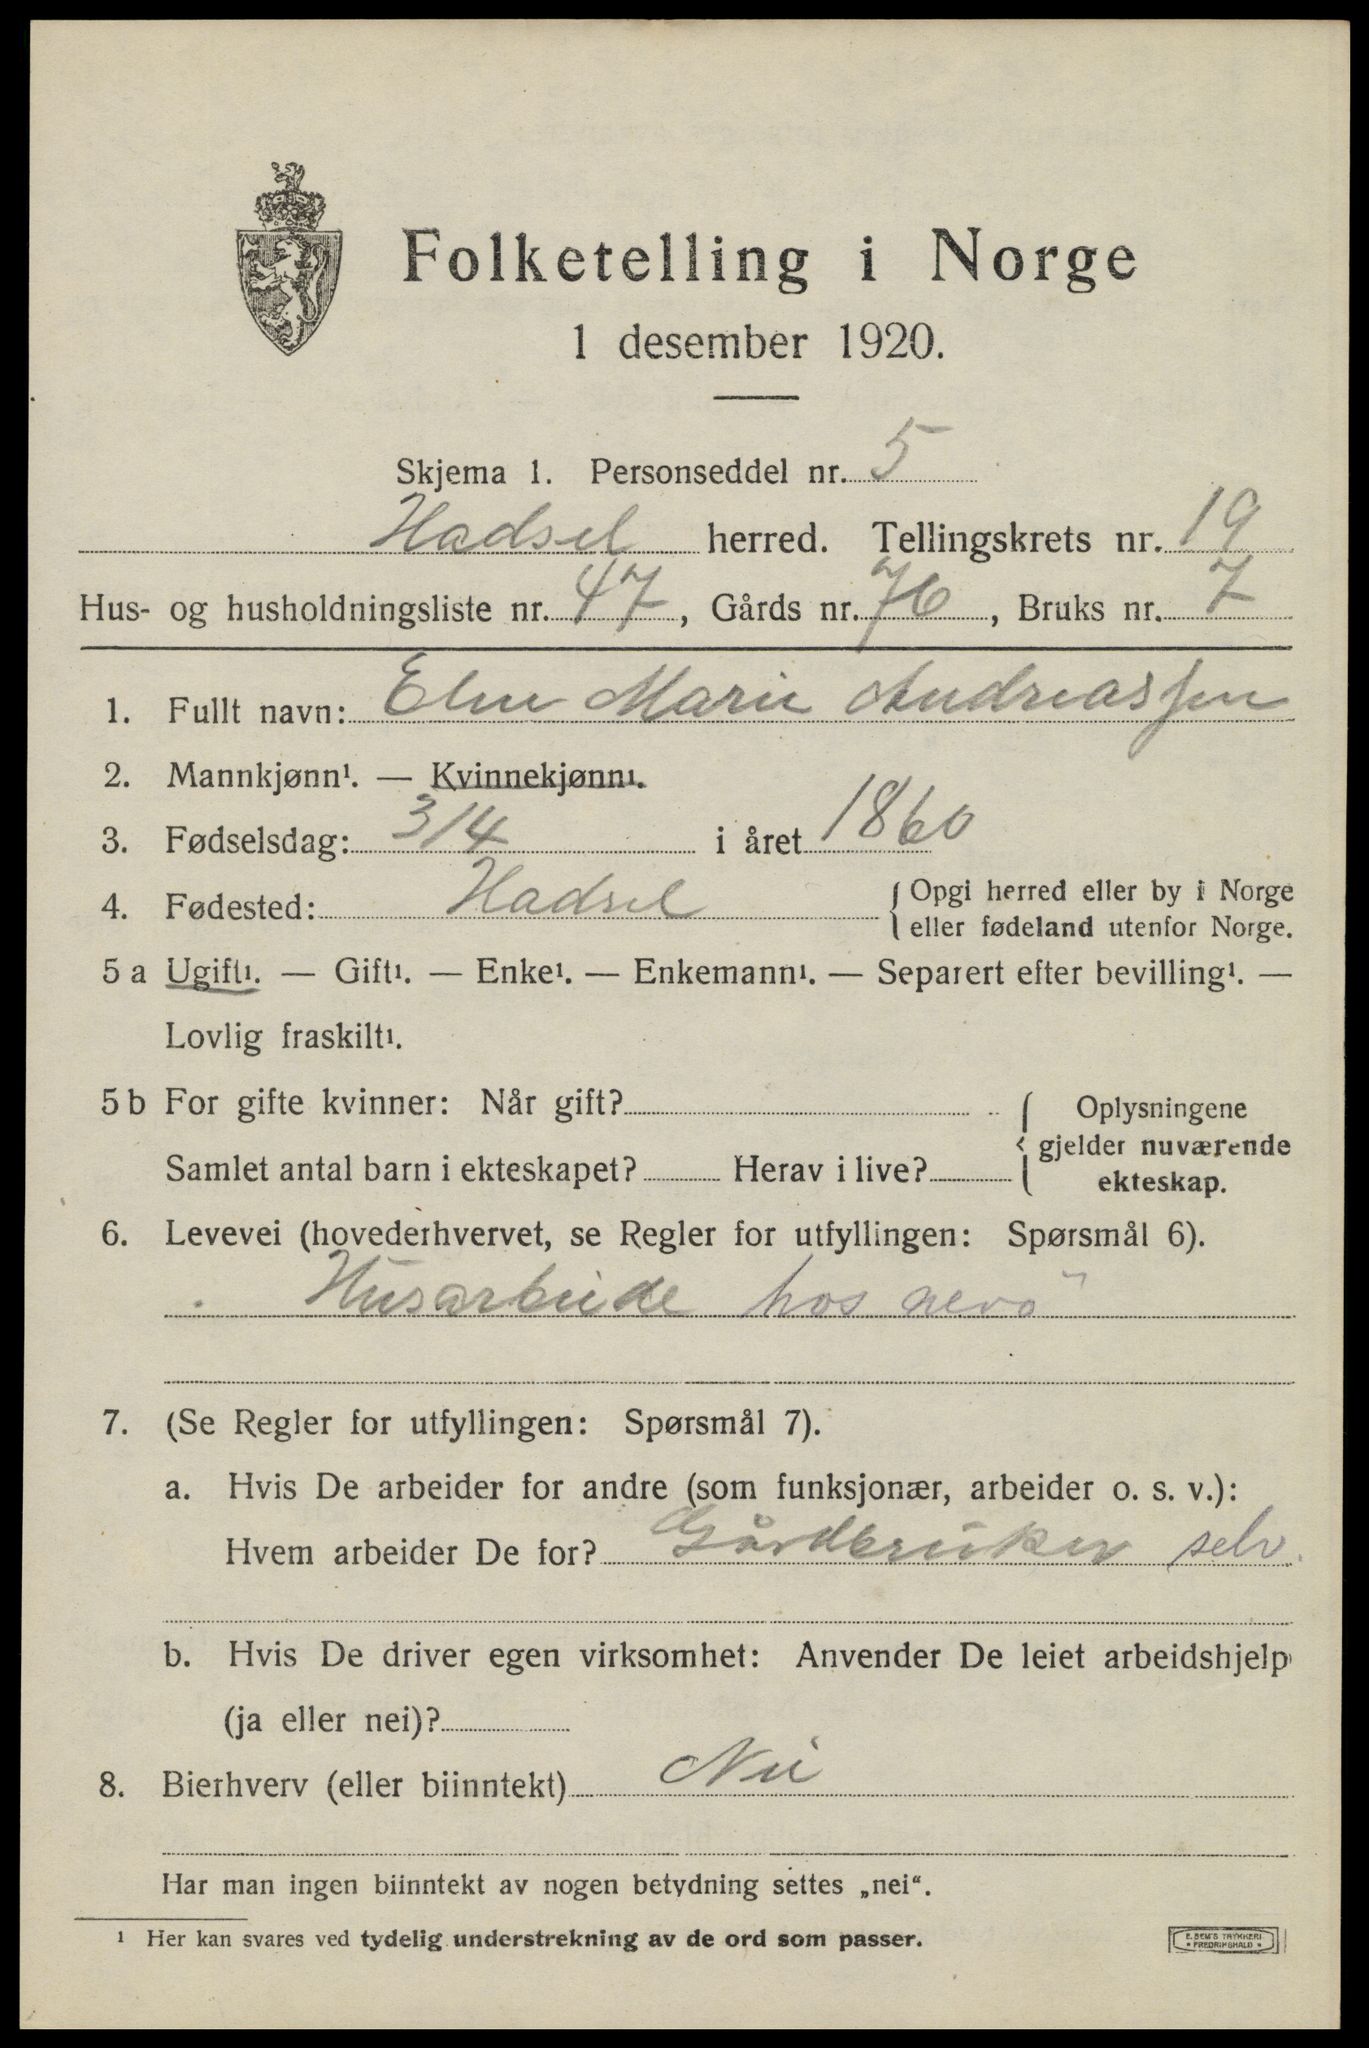 Folketelling i Norge
1 desember 1920.
Skjema 1. Personseddel nr. 5
Hadsel herred. Tellingskrets nr. 19
Hus- og husholdningsliste nr. 47, Gårds nr. 76, Bruks nr. 7
1. Fullt navn: Marie Andreassen
2. Mannkjønn¹. — Kvinnekjønn¹.
3. Fødselsdag: 3/4 i året 1860
4. Fødested: Hadsel { Opgi herred eller by i Norge
eller fødeland utenfor Norge.
5 a Ugift¹. — Gift¹. — Enke¹. — Enkemann¹. — Separert efter bevilling¹. —
Lovlig fraskilt¹.
5 b For gifte kvinner: Når gift? { Oplysningene
gjelder nuværende
Samlet antal barn i ekteskapet? Herav i live?
ekteskap.
6. Levevei (hovederhvervet, se Regler for utfyllingen: Spørsmål 6).
Husarbeide hos nevø
7. (Se Regler for utfyllingen: Spørsmål 7).
a. Hvis De arbeider for andre (som funksjonær, arbeider o. s. v.):
Hvem arbeider De for? Gårdbruker selv.
b. Hvis De driver egen virksomhet: Anvender De leiet arbeidshjelp
(ja eller nei)?
8. Bierhverv (eller biinntekt) Nei
Har man ingen biinntekt av nogen betydning settes „nei".
¹ Her kan svares ved tydelig understrekning av de ord som passer.
E. SEM'S TRYKKERI
• FREDRIKSHALD •